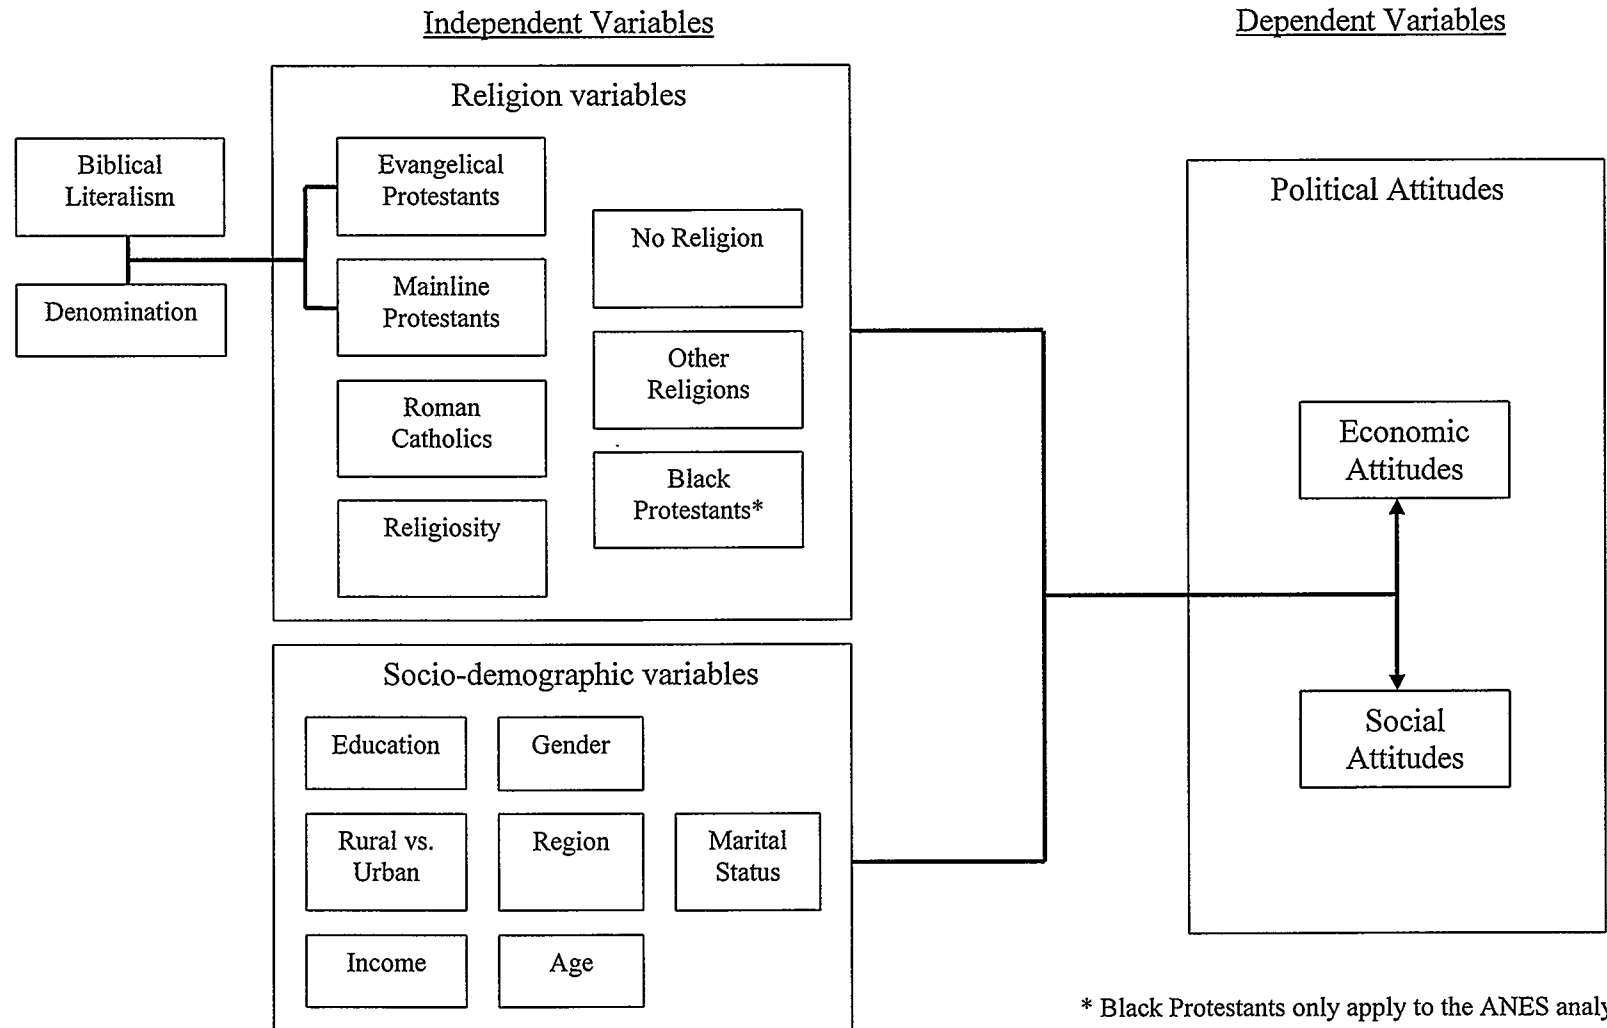 Independent Variables
Dependent Variables
Religion variables
Biblical
Literalism
Denomination
Evangelical
Protestants
Mainline
Protestants
Roman
Catholics
Religiosity
No Religion
Other
Religions
Black
Protestants*
Political Attitudes
Economic
Attitudes
Social
Attitudes
Socio-demographic variables
Education
Gender
Rural vs.
Urban
Region
Marital
Status
Income
Age
* Black Protestants only apply to the ANES analy